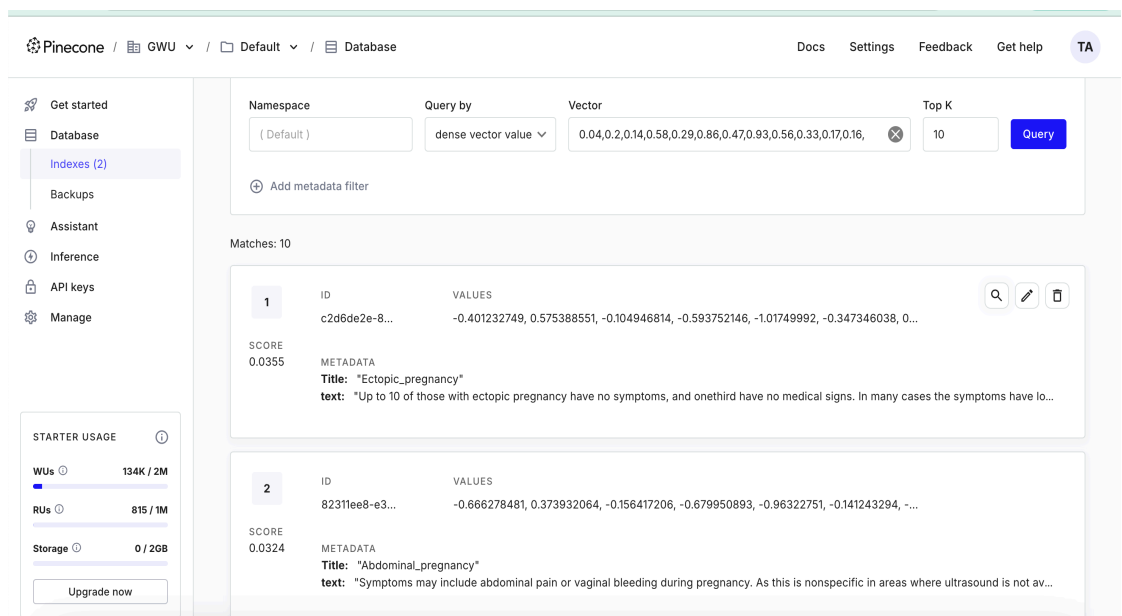 Pinecone / GWU / Default / Database Docs Settings Feedback Get help TA
Get started
Database
Indexes (2)
Backups
Assistant
Inference
API keys
Manage
STARTER USAGE
WUs 134K / 2M
RUs 815 / 1M
Storage 0 / 2GB
Upgrade now
Namespace Query by Vector Top K
( Default ) dense vector value 0.04,0.2,0.14,0.58,0.29,0.86,0.47,0.93,0.56,0.33,0.17,0.16, 10 Query
Add metadata filter
Matches: 10
1
ID VALUES
c2d6de2e-8... -0.401232749, 0.575388551, -0.104946814, -0.593752146, -1.01749992, -0.347346038, 0...
SCORE
0.0355
METADATA
Title: "Ectopic_pregnancy"
text: "Up to 10 of those with ectopic pregnancy have no symptoms, and onethird have no medical signs. In many cases the symptoms have lo...
2
ID VALUES
82311ee8-e3... -0.666278481, 0.373932064, -0.156417206, -0.679950893, -0.96322751, -0.141243294, -...
SCORE
0.0324
METADATA
Title: "Abdominal_pregnancy"
text: "Symptoms may include abdominal pain or vaginal bleeding during pregnancy. As this is nonspecific in areas where ultrasound is not av...